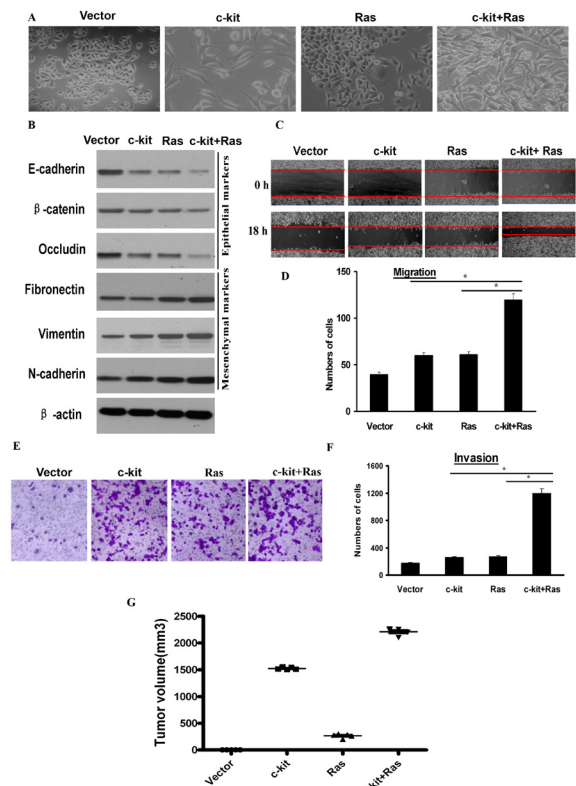 A
Vector c-kit Ras c-kit+Ras
B
Vector c-kit Ras c-kit+Ras
E-cadherin
β-catenin
Occludin
Fibronectin
Vimentin
N-cadherin
β-actin
Epithelial markers
Mesenchymal markers
C
Vector c-kit Ras c-kit+ Ras
0 h
18 h
D
Migration
*
*
Numbers of cells
150
100
50
0
Vector c-kit Ras c-kit+Ras
E
Vector c-kit Ras c-kit+Ras
F
Invasion
*
*
Numbers of cells
1600
1200
800
400
0
Vector c-kit Ras c-kit+Ras
G
Tumor volume(mm3)
2500
2000
1500
1000
500
0
Vector c-kit Ras kit+Ras